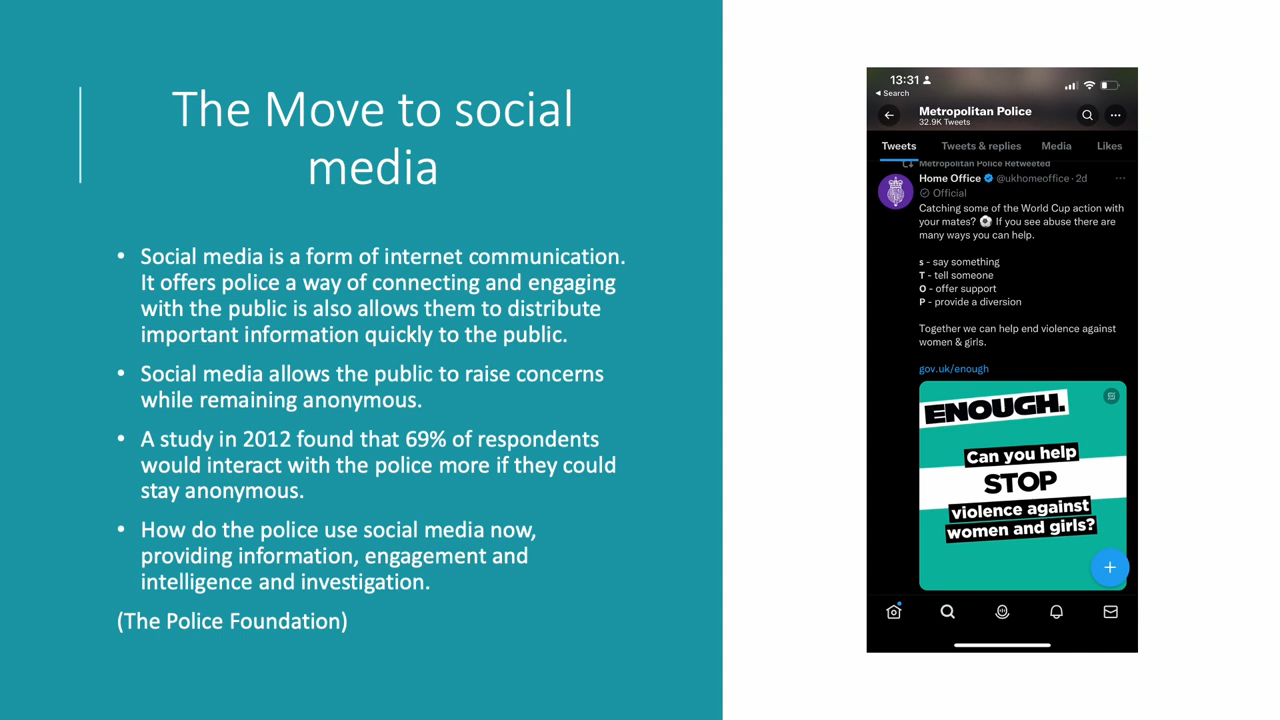 The Move to social
media
• Social media is a form of internet communication.
It offers police a way of connecting and engaging
with the public is also allows them to distribute
important information quickly to the public.
• Social media allows the public to raise concerns
while remaining anonymous.
• A study in 2012 found that 69% of respondents
would interact with the police more if they could
stay anonymous.
• How do the police use social media now,
providing information, engagement and
intelligence and investigation.
(The Police Foundation)
13:31
Search
Metropolitan Police
32.9K Tweets
Tweets Tweets & replies Media Likes
Metropolitan Police Retweeted
Home Office @ukhomeoffice · 2d
Official
Catching some of the World Cup action with
your mates? ⚽ If you see abuse there are
many ways you can help.
s - say something
T - tell someone
O - offer support
P - provide a diversion
Together we can help end violence against
women & girls.
gov.uk/enough
ENOUGH.
Can you help
STOP
violence against
women and girls?